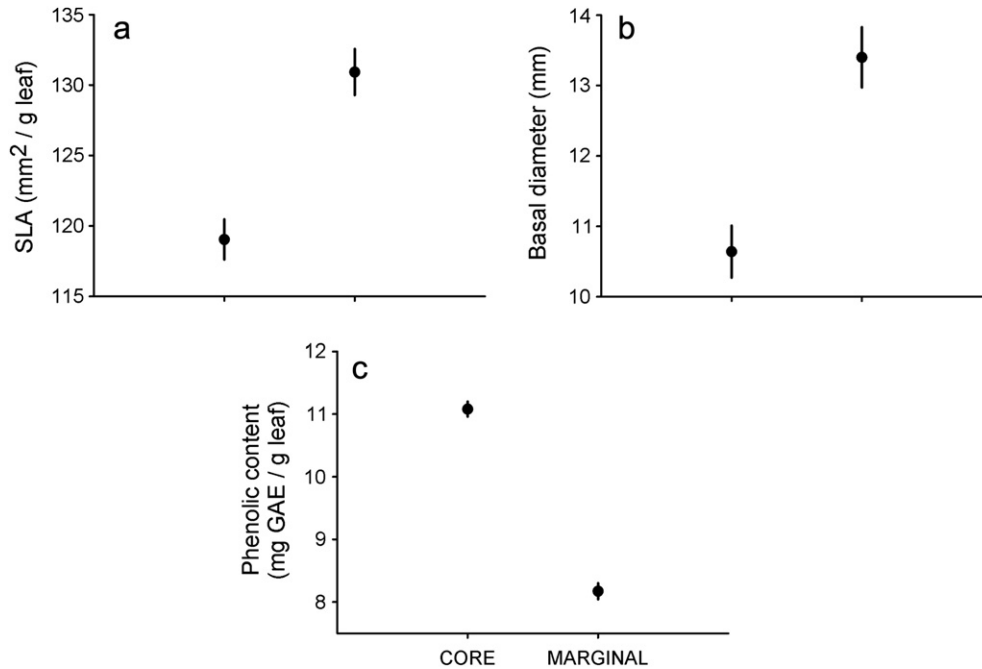 a
SLA (mm² / g leaf)
135
130
125
120
115
b
Basal diameter (mm)
14
13
12
11
10
c
Phenolic content
(mg GAE / g leaf)
12
11
10
9
8
CORE MARGINAL